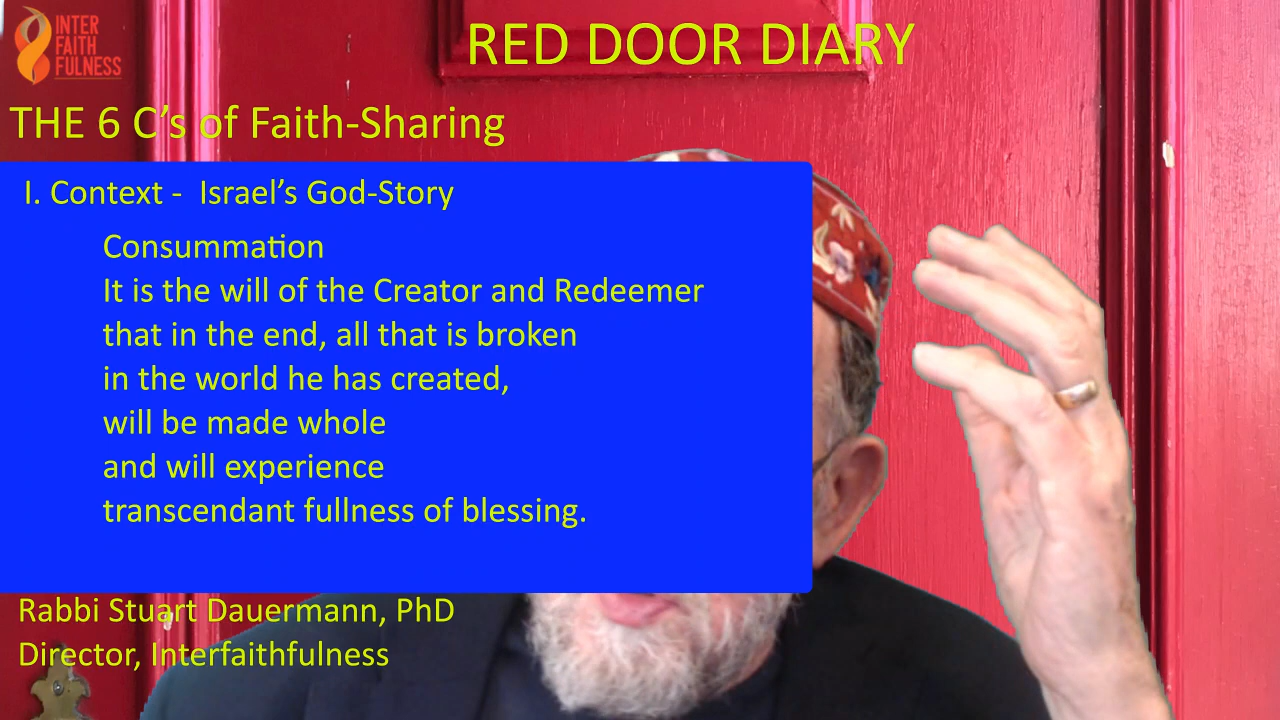 INTER
FAITH
FULNESS
RED DOOR DIARY
THE 6 C’s of Faith-Sharing
I. Context - Israel’s God-Story
Consummation
It is the will of the Creator and Redeemer
that in the end, all that is broken
in the world he has created,
will be made whole
and will experience
transcendant fullness of blessing.
Rabbi Stuart Dauermann, PhD
Director, Interfaithfulness